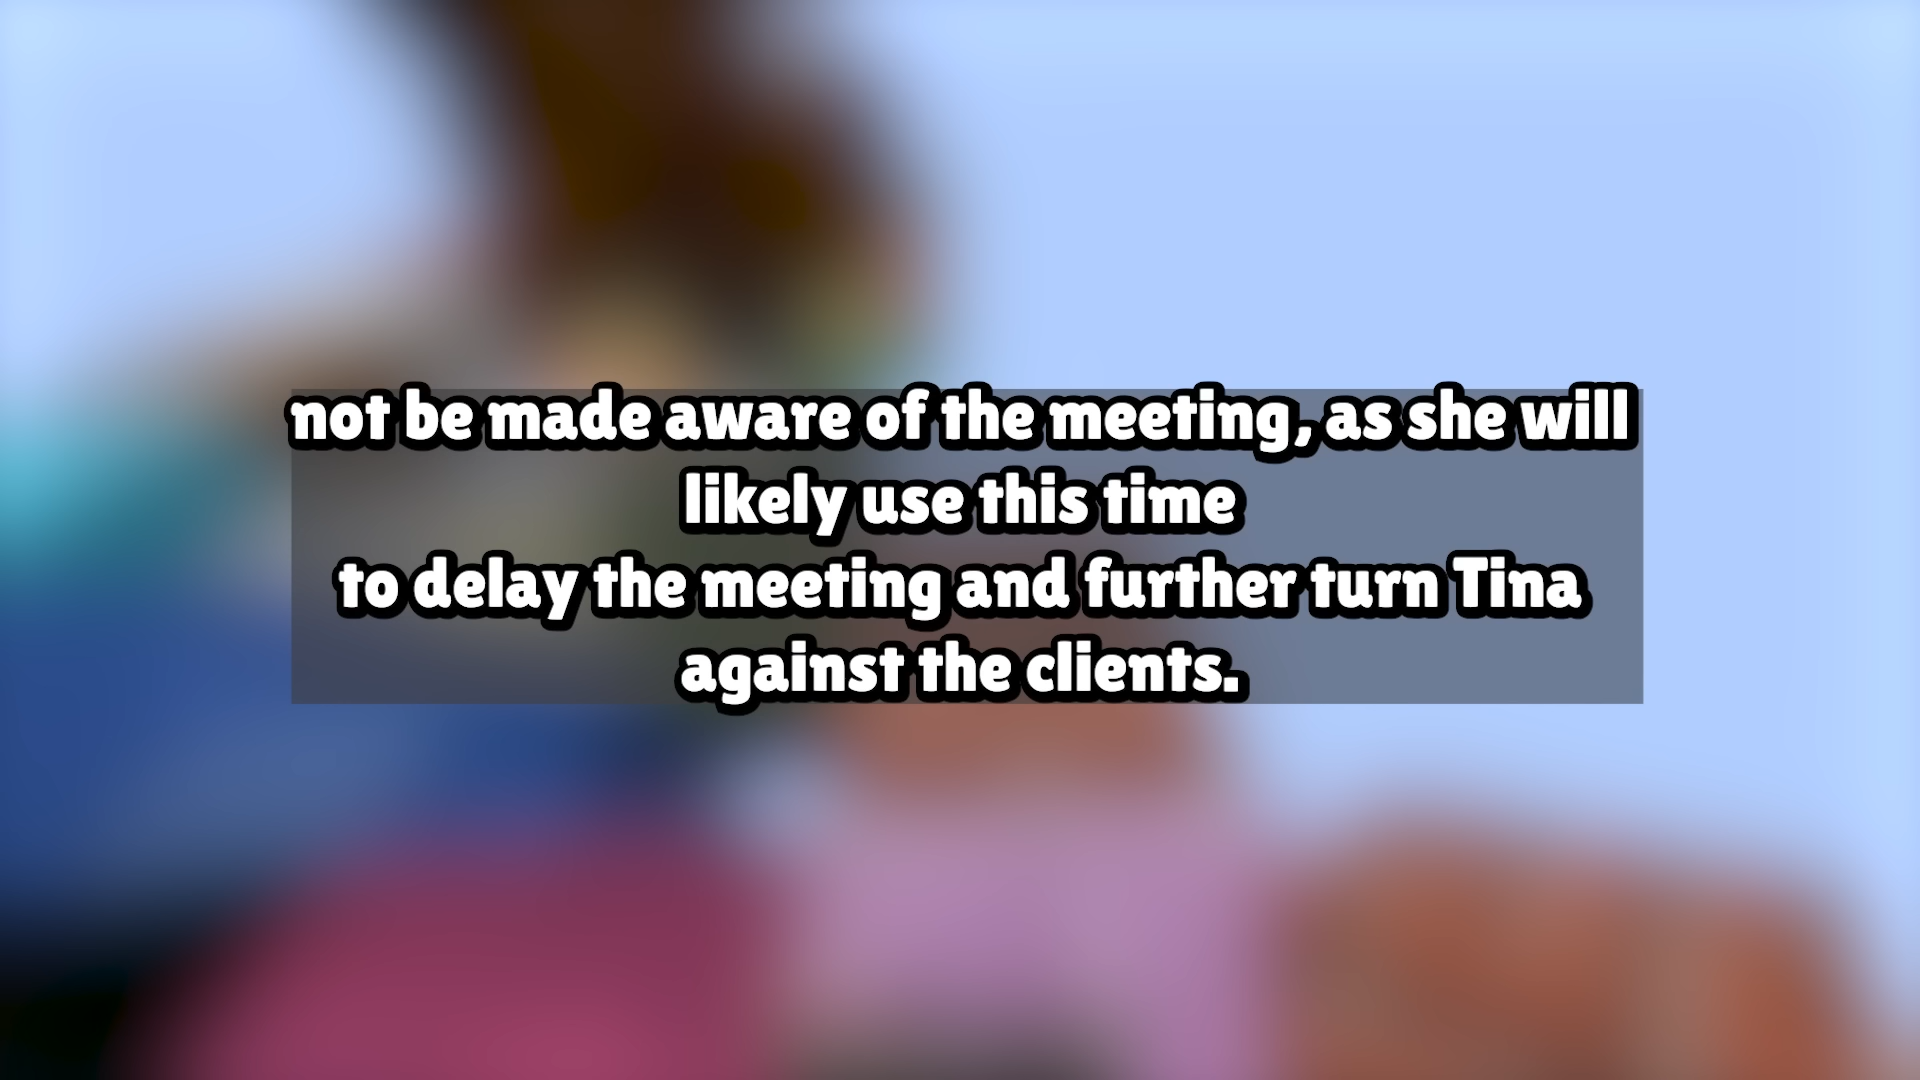 not be made aware of the meeting, as she will
likely use this time
to delay the meeting and further turn Tina
against the clients.